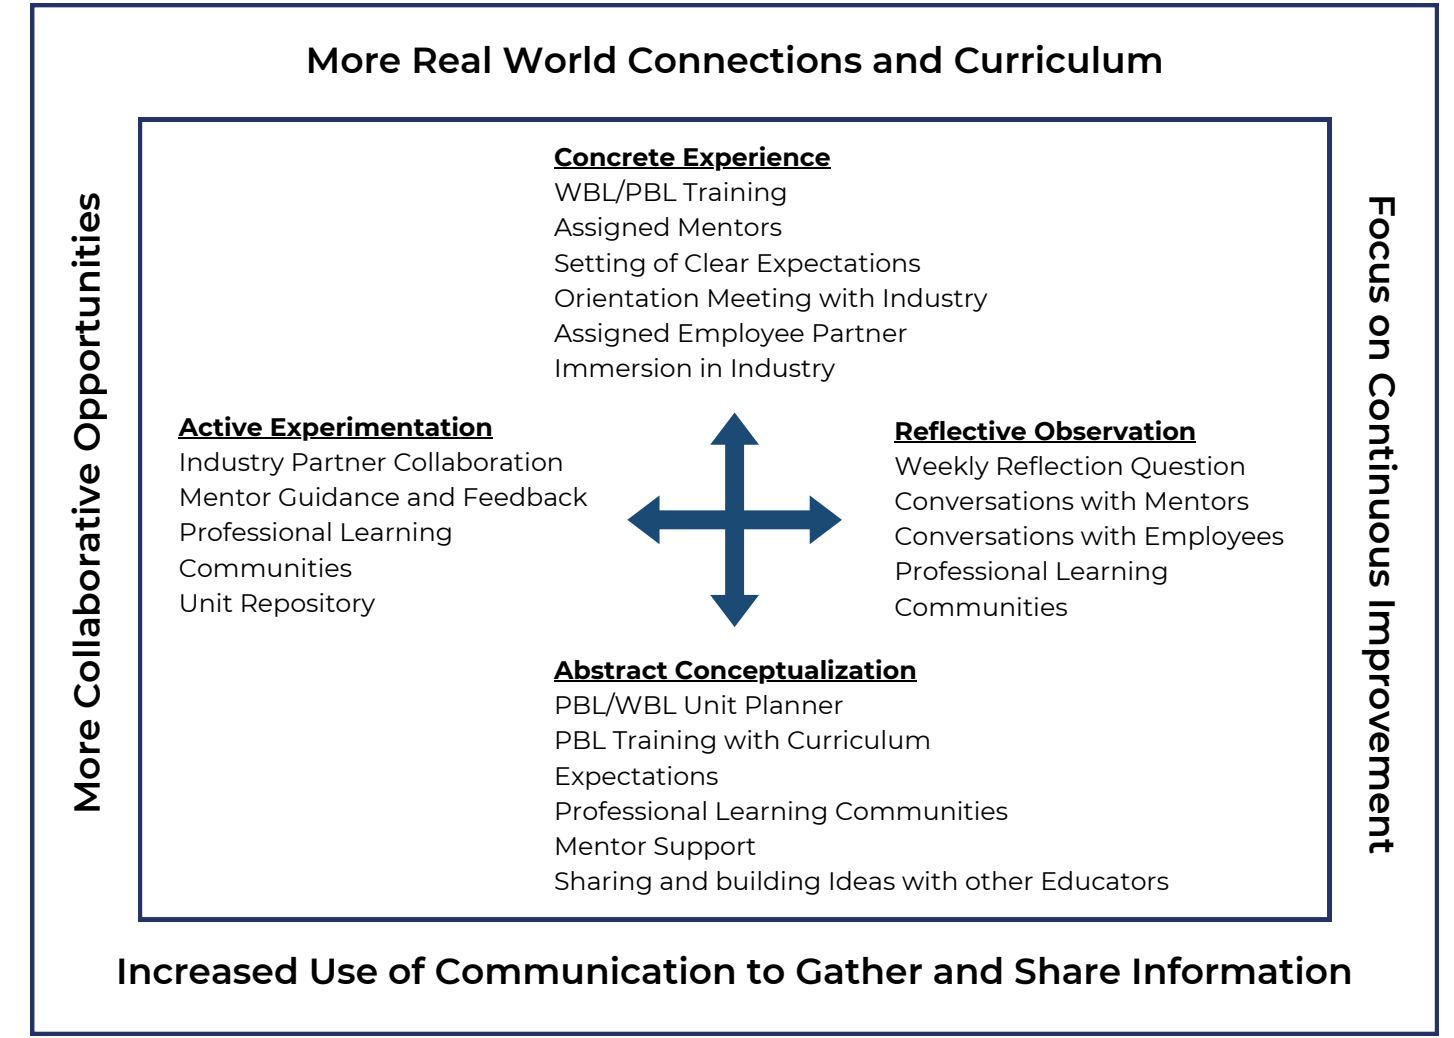 More Real World Connections and Curriculum
More Collaborative Opportunities
Concrete Experience
WBL/PBL Training
Assigned Mentors
Setting of Clear Expectations
Orientation Meeting with Industry
Assigned Employee Partner
Immersion in Industry
Active Experimentation
Industry Partner Collaboration
Mentor Guidance and Feedback
Professional Learning
Communities
Unit Repository
Reflective Observation
Weekly Reflection Question
Conversations with Mentors
Conversations with Employees
Professional Learning
Communities
Abstract Conceptualization
PBL/WBL Unit Planner
PBL Training with Curriculum
Expectations
Professional Learning Communities
Mentor Support
Sharing and building Ideas with other Educators
Focus on Continuous Improvement
Increased Use of Communication to Gather and Share Information